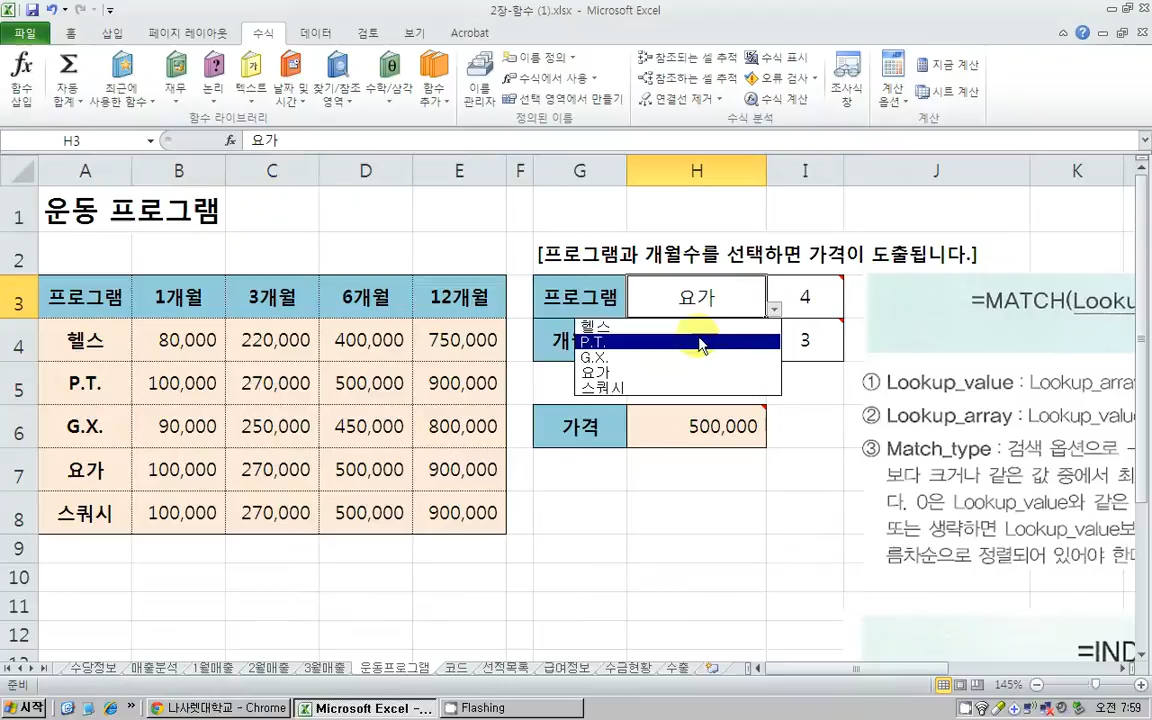 2장-함수 (1).xlsx - Microsoft Excel
파일 홈 삽입 페이지 레이아웃 수식 데이터 검토 보기 Acrobat
fx 함수 삽입
Σ 자동 합계
최근에 사용한 함수
재무
논리
텍스트
날짜 및 시간
찾기/참조 영역
수학/삼각
함수 추가
함수 라이브러리
이름 관리자
이름 정의
수식에서 사용
선택 영역에서 만들기
정의된 이름
참조되는 셀 추적
참조하는 셀 추적
연결선 제거
수식 표시
오류 검사
수식 계산
조사식 창
수식 분석
계산 옵션
지금 계산
시트 계산
계산
H3 fx 요가
A B C D E F G H I J K
1 운동 프로그램
2 [프로그램과 개월수를 선택하면 가격이 도출됩니다.]
3 프로그램 1개월 3개월 6개월 12개월 프로그램 요가 4 =MATCH(Looku
4 헬스 80,000 220,000 400,000 750,000 개 3
헬스
P.T.
G.X.
요가
스쿼시
5 P.T. 100,000 270,000 500,000 900,000
6 G.X. 90,000 250,000 450,000 800,000 가격 500,000
7 요가 100,000 270,000 500,000 900,000
8 스쿼시 100,000 270,000 500,000 900,000
9
10
11
12
① Lookup_value : Lookup_array
② Lookup_array : Lookup_valu
③ Match_type : 검색 옵션으로 -
보다 크거나 같은 값 중에서 최
다. 0은 Lookup_value와 같은
또는 생략하면 Lookup_value보
름차순으로 정렬되어 있어야 한다
=IND
수당정보 매출분석 1월매출 2월매출 3월매출 운동프로그램 코드 선적목록 급여정보 수금현황 수출
준비 145%
시작 나사렛대학교 - Chrome Microsoft Excel -... Flashing 오전 7:59